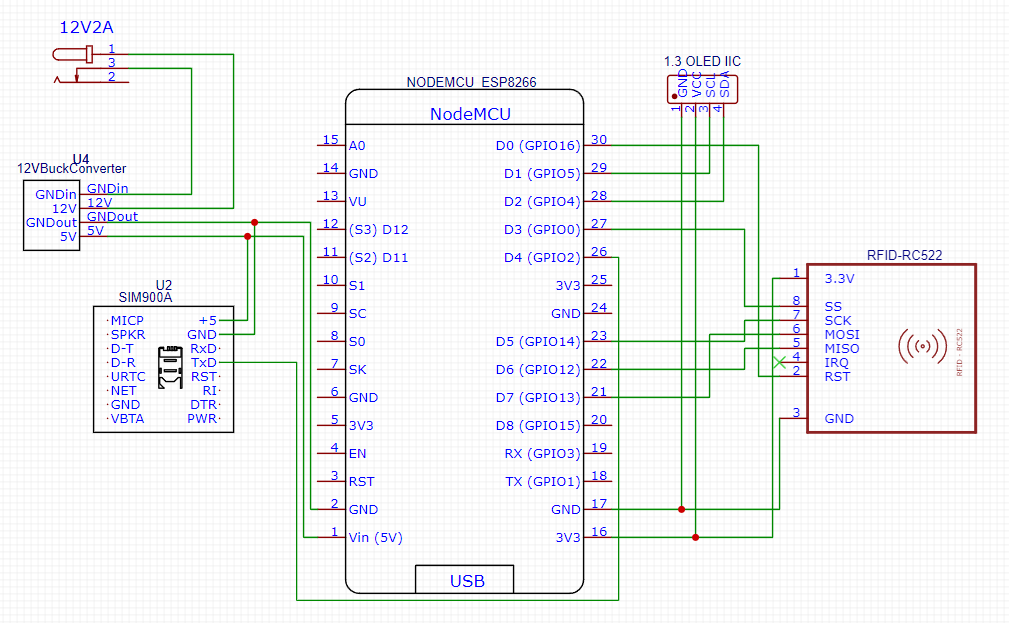 12V2A
1
3
2
U4
12VBuckConverter
GNDin GNDin
12V 12V
GNDout GNDout
5V 5V
U2
SIM900A
·MICP +5
·SPKR GND
·D-T RxD·
·D-R TxD
·URTC RST·
·NET RI·
·GND DTR·
·VBTA PWR·
NODEMCU ESP8266
NodeMCU
15 A0 D0 (GPIO16) 30
14 GND D1 (GPIO5) 29
13 VU D2 (GPIO4) 28
12 (S3) D12 D3 (GPIO0) 27
11 (S2) D11 D4 (GPIO2) 26
10 S1 3V3 25
9 SC GND 24
8 S0 D5 (GPIO14) 23
7 SK D6 (GPIO12) 22
6 GND D7 (GPIO13) 21
5 3V3 D8 (GPIO15) 20
4 EN RX (GPIO3) 19
3 RST TX (GPIO1) 18
2 GND GND 17
1 Vin (5V) 3V3 16
USB
1.3 OLED IIC
GND VCC SCL SDA
1 2 3 4
RFID-RC522
1 3.3V
8 SS
7 SCK
6 MOSI
5 MISO
4 IRQ
2 RST
3 GND
RFID - RC522